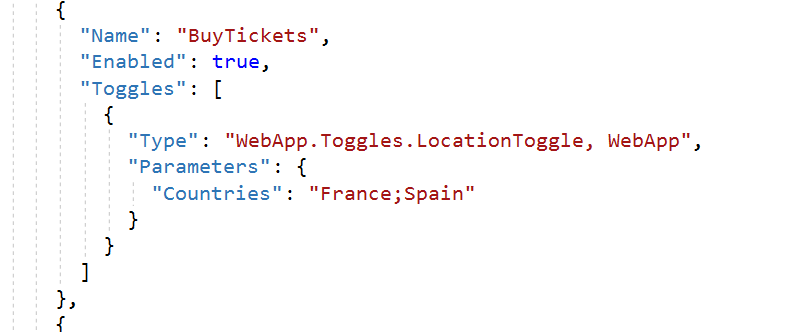 {
"Name": "BuyTickets",
"Enabled": true,
"Toggles": [
{
"Type": "WebApp.Toggles.LocationToggle, WebApp",
"Parameters": {
"Countries": "France;Spain"
}
}
]
},
{